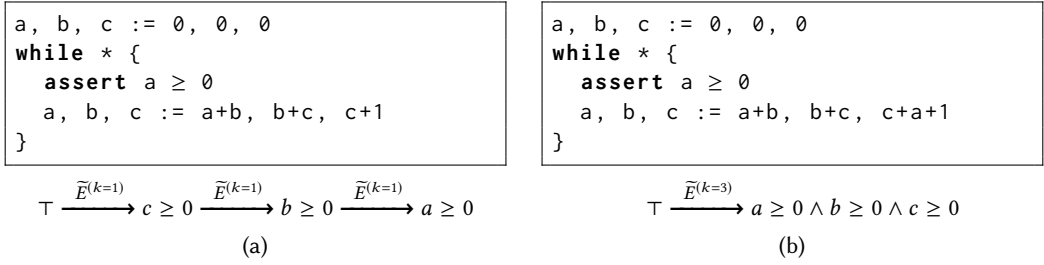 a, b, c := 0, 0, 0
while * {
  assert a ≥ 0
  a, b, c := a+b, b+c, c+1
}
⊤ —Ẽ^(k=1)→ c ≥ 0 —Ẽ^(k=1)→ b ≥ 0 —Ẽ^(k=1)→ a ≥ 0
(a)
a, b, c := 0, 0, 0
while * {
  assert a ≥ 0
  a, b, c := a+b, b+c, c+a+1
}
⊤ —Ẽ^(k=3)→ a ≥ 0 ∧ b ≥ 0 ∧ c ≥ 0
(b)